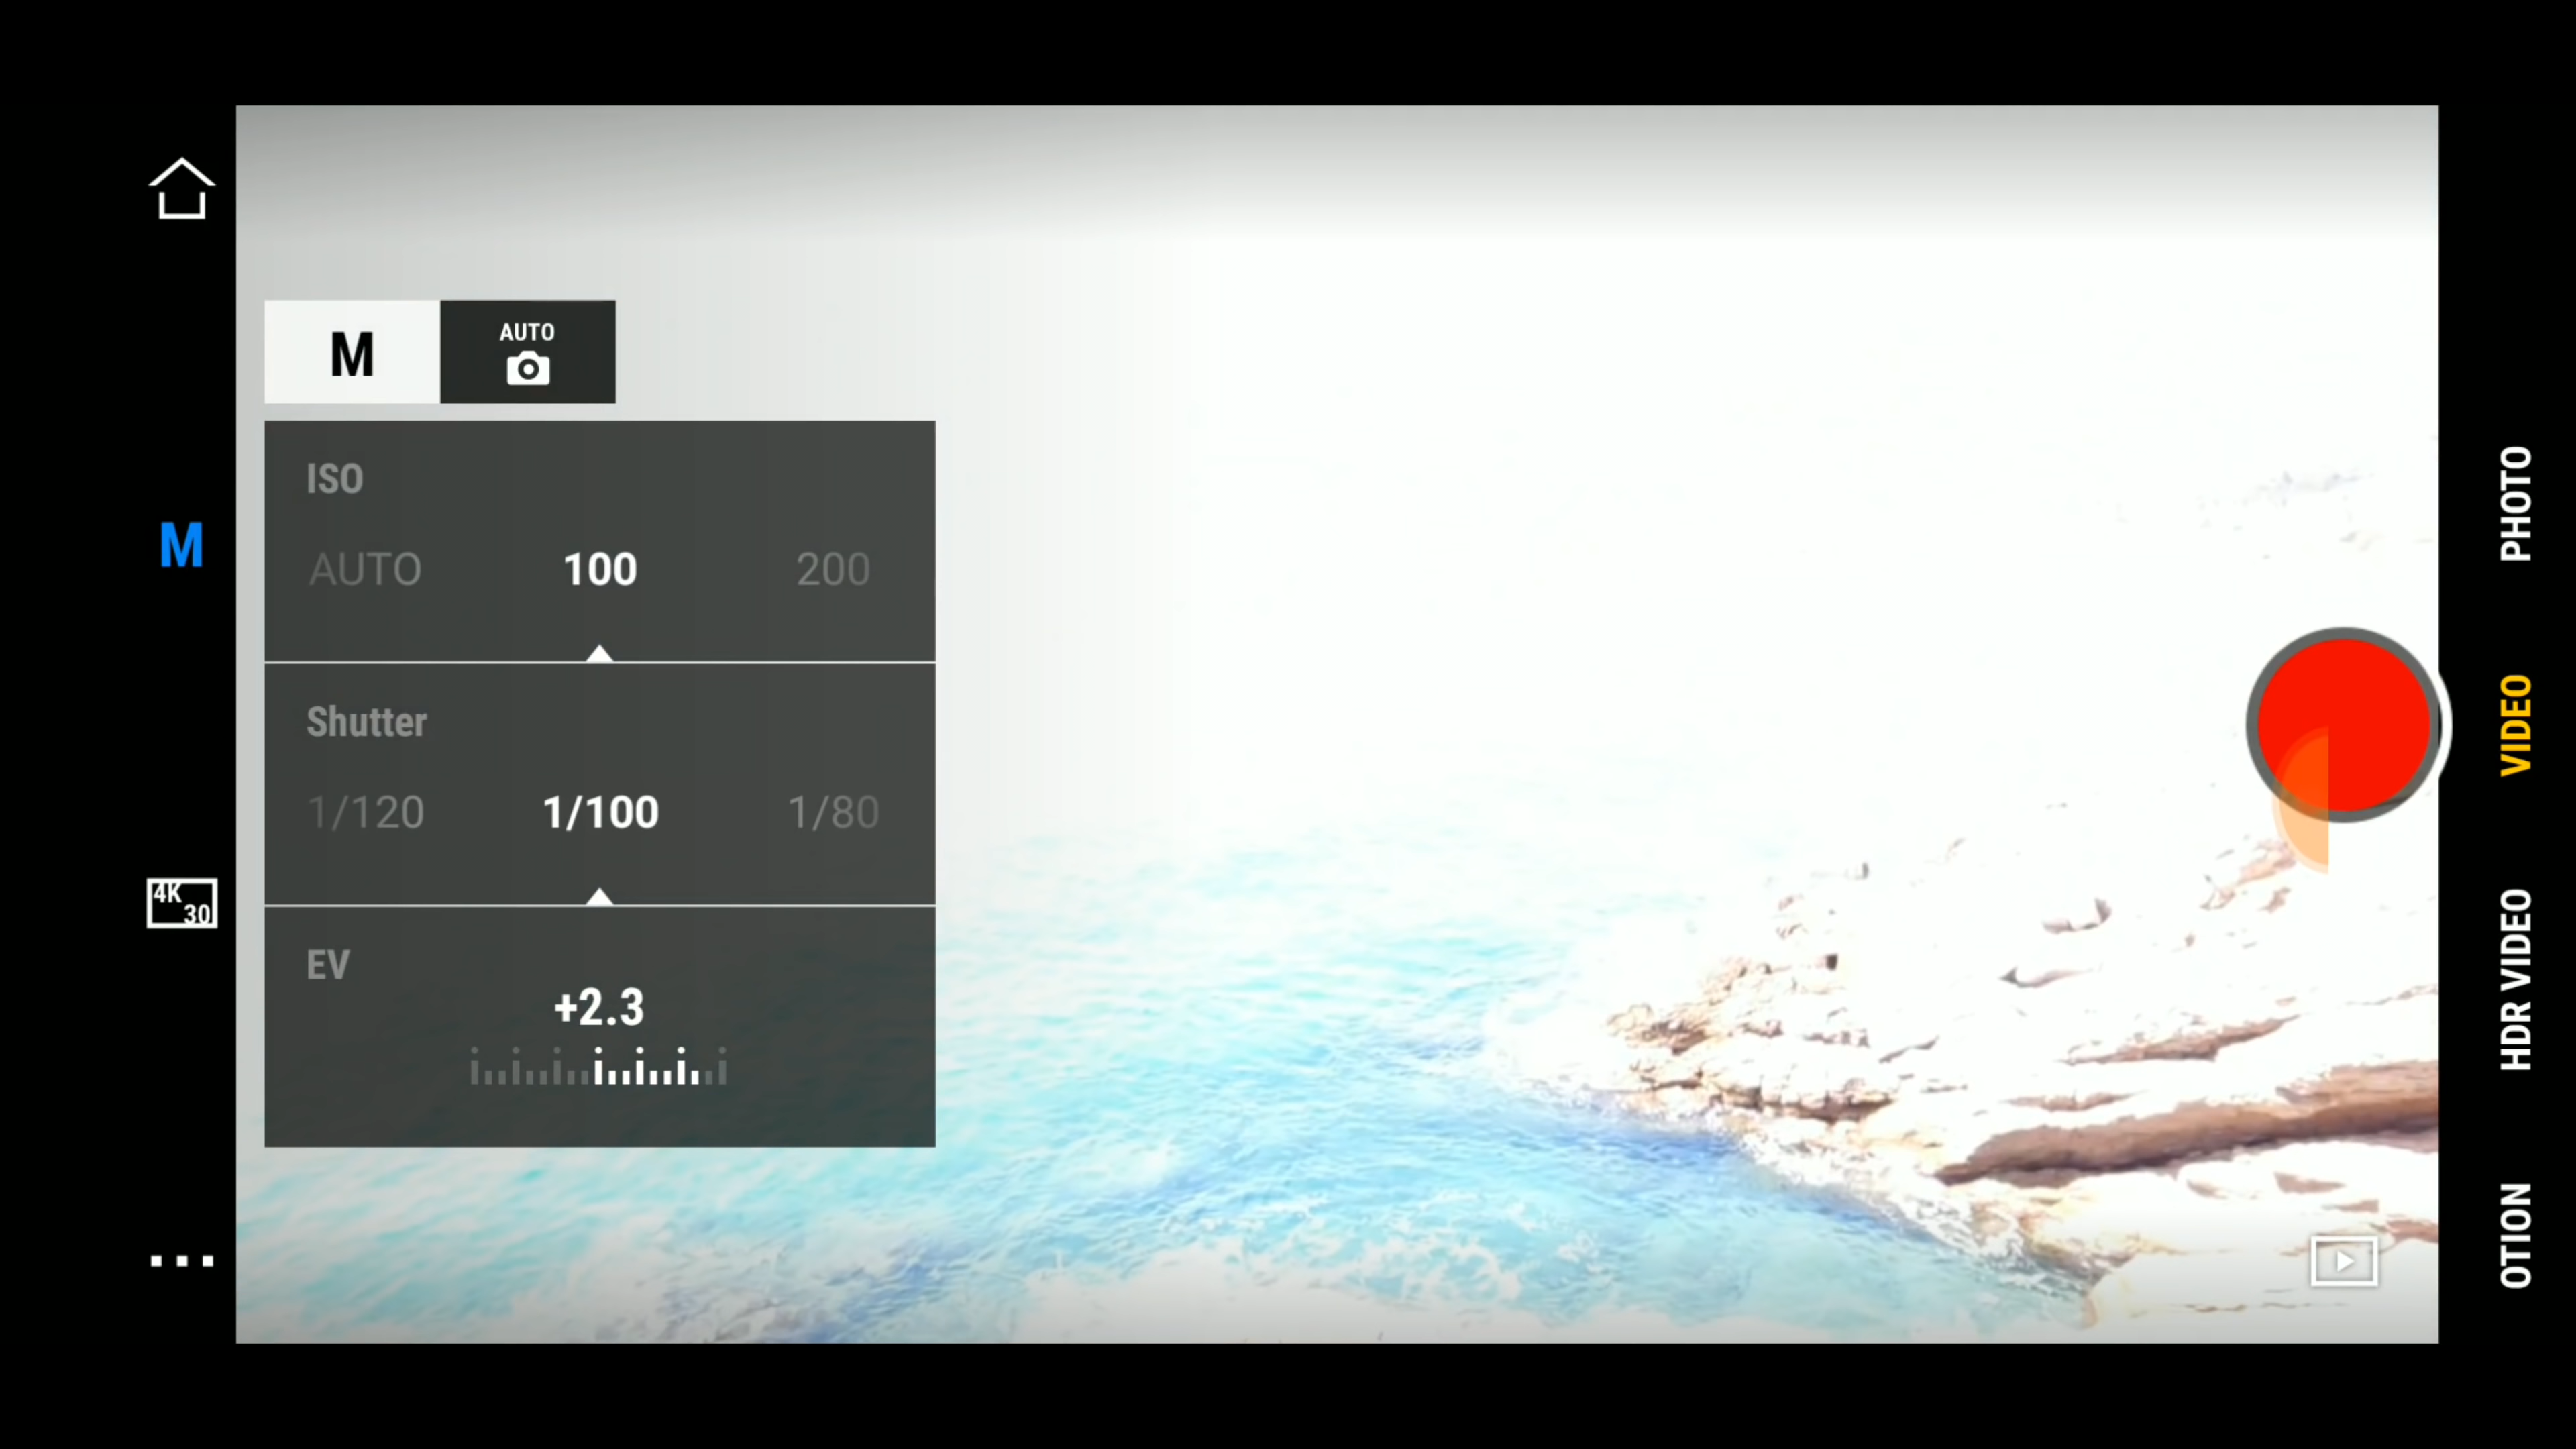 M
AUTO
ISO
AUTO 100 200
M
Shutter
1/120 1/100 1/80
4K
30
EV
+2.3
PHOTO
VIDEO
HDR VIDEO
OTION